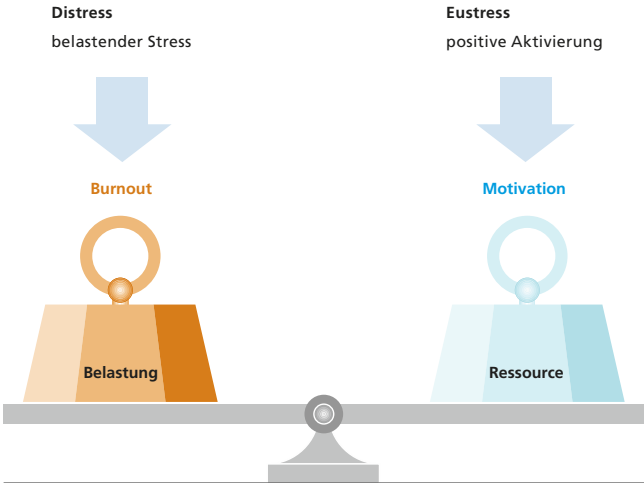 Distress
belastender Stress
Eustress
positive Aktivierung
Burnout
Motivation
Belastung
Ressource